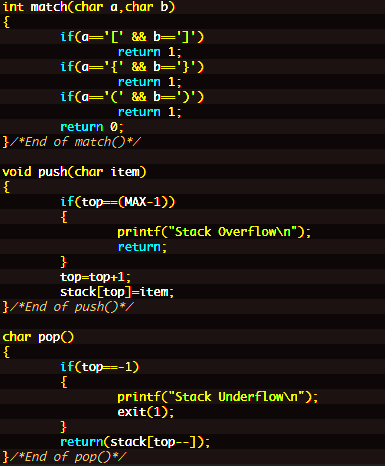 int match(char a,char b)
{
        if(a=='[' && b==']')
                return 1;
        if(a=='{' && b=='}')
                return 1;
        if(a=='(' && b==')')
                return 1;
        return 0;
}/*End of match()*/

void push(char item)
{
        if(top==(MAX-1))
        {
                printf("Stack Overflow\n");
                return;
        }
        top=top+1;
        stack[top]=item;
}/*End of push()*/

char pop()
{
        if(top==-1)
        {
                printf("Stack Underflow\n");
                exit(1);
        }
        return(stack[top--]);
}/*End of pop()*/